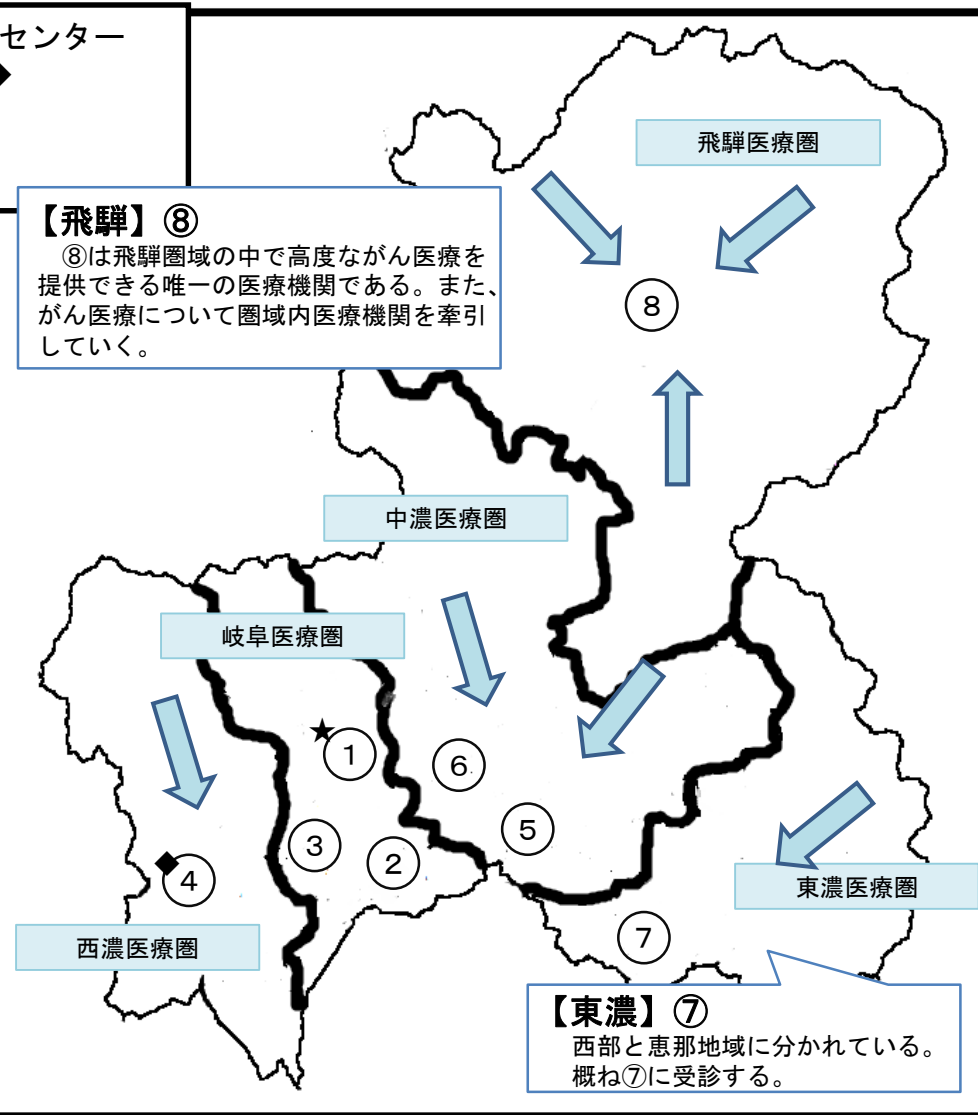 センター
◆
飛騨医療圏
【飛騨】⑧
⑧は飛騨圏域の中で高度ながん医療を
提供できる唯一の医療機関である。また、
がん医療について圏域内医療機関を牽引
していく。
⑧
中濃医療圏
岐阜医療圏
★
①
⑥
③
②
⑤
◆
④
東濃医療圏
西濃医療圏
⑦
【東濃】⑦
西部と恵那地域に分かれている。
概ね⑦に受診する。